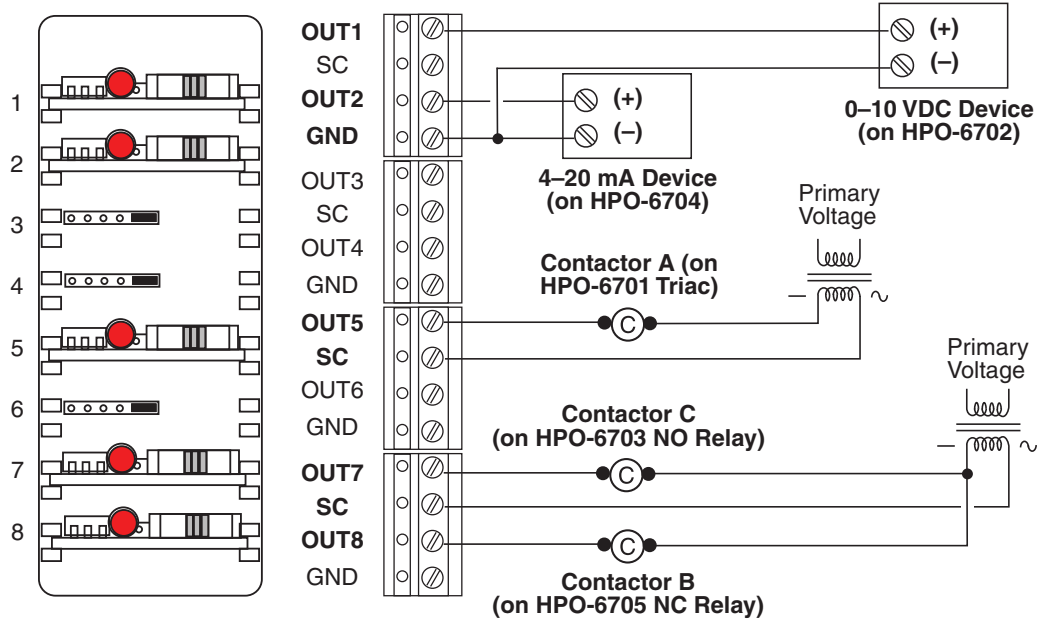 1
2
3
4
5
6
7
8
OUT1
SC
OUT2
GND
OUT3
SC
OUT4
GND
OUT5
SC
OUT6
GND
OUT7
SC
OUT8
GND
(+)
(–)
0–10 VDC Device
(on HPO-6702)
(+)
(–)
4–20 mA Device
(on HPO-6704)
Primary
Voltage
– ~
Contactor A (on
HPO-6701 Triac)
C
Primary
Voltage
– ~
Contactor C
(on HPO-6703 NO Relay)
C
C
Contactor B
(on HPO-6705 NC Relay)